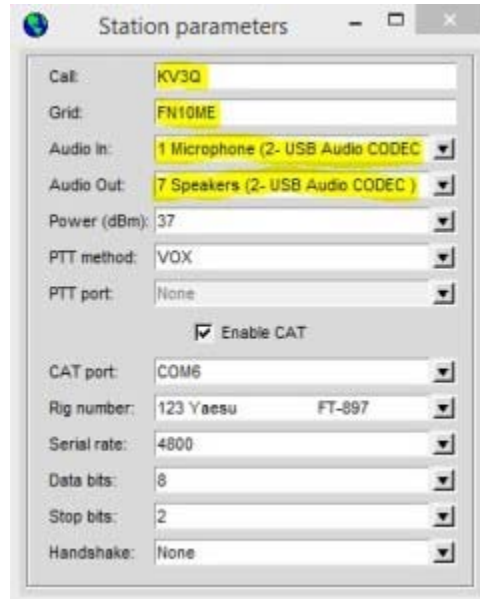 Station parameters
Call: KV3Q
Grid: FN10ME
Audio In: 1 Microphone (2- USB Audio CODEC
Audio Out: 7 Speakers (2- USB Audio CODEC )
Power (dBm): 37
PTT method: VOX
PTT port: None
Enable CAT
CAT port: COM6
Rig number: 123 Yaesu FT-897
Serial rate: 4800
Data bits: 8
Stop bits: 2
Handshake: None